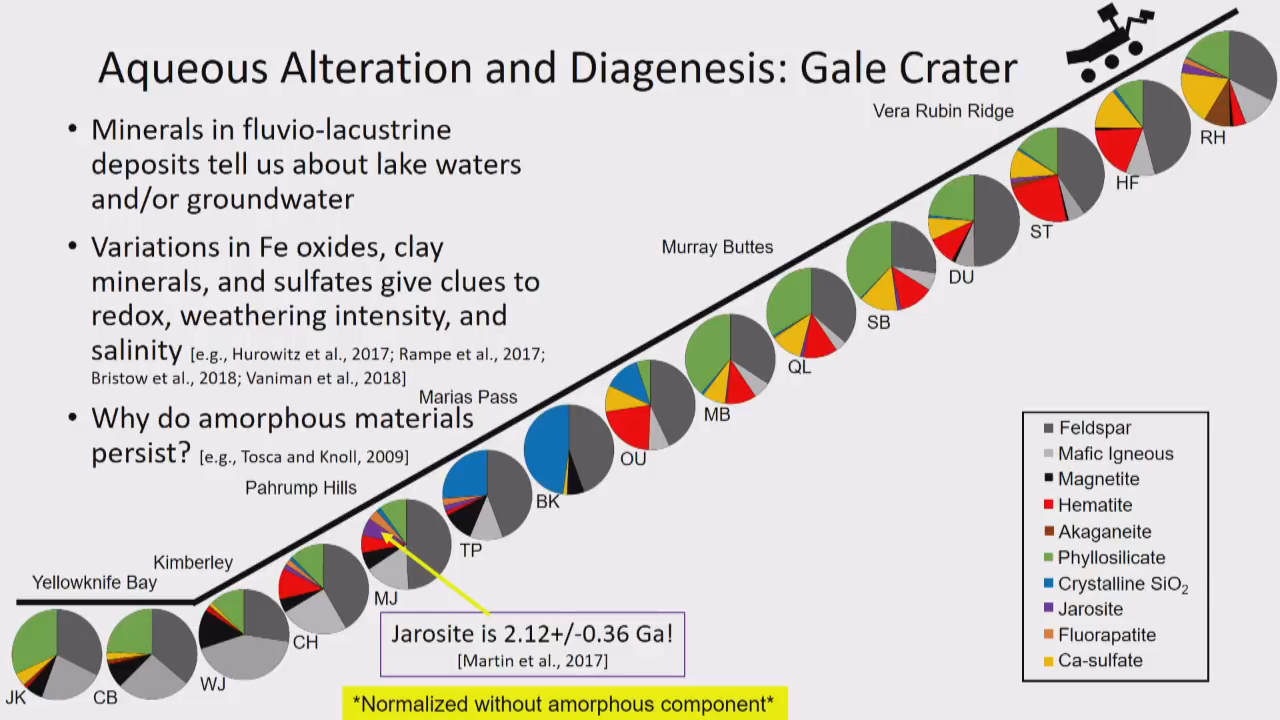 Aqueous Alteration and Diagenesis: Gale Crater
• Minerals in fluvio-lacustrine
deposits tell us about lake waters
and/or groundwater
• Variations in Fe oxides, clay
minerals, and sulfates give clues to
redox, weathering intensity, and
salinity [e.g., Hurowitz et al., 2017; Rampe et al., 2017;
Bristow et al., 2018; Vaniman et al., 2018]
• Why do amorphous materials
persist? [e.g., Tosca and Knoll, 2009]
Yellowknife Bay
Kimberley
Pahrump Hills
Marias Pass
Murray Buttes
Vera Rubin Ridge
JK
CB
WJ
CH
MJ
TP
BK
OU
MB
QL
SB
DU
ST
HF
RH
Jarosite is 2.12+/-0.36 Ga!
[Martin et al., 2017]
*Normalized without amorphous component*
Feldspar
Mafic Igneous
Magnetite
Hematite
Akaganeite
Phyllosilicate
Crystalline SiO₂
Jarosite
Fluorapatite
Ca-sulfate